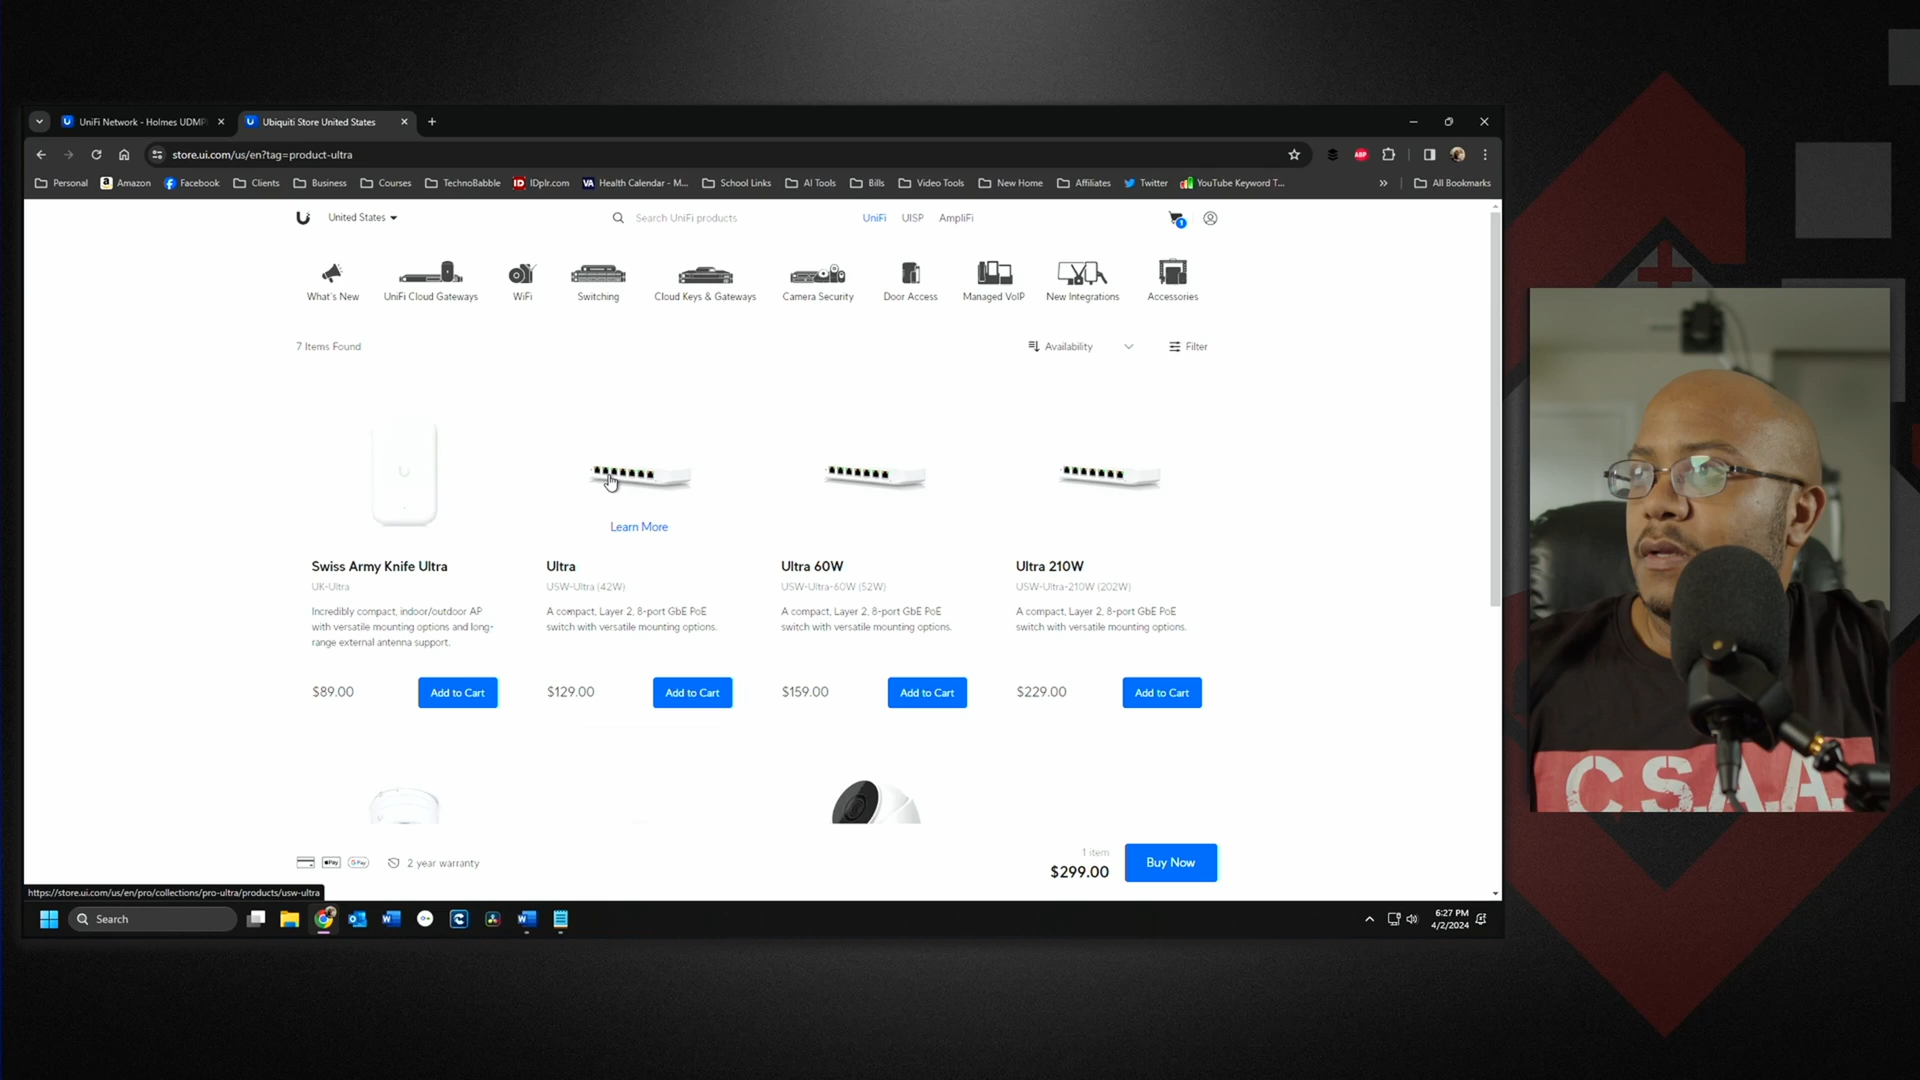 UniFi Network - Holmes UDMP
Ubiquiti Store United States
store.ui.com/us/en?tag=product-ultra
ABP
Personal
Amazon
Facebook
Clients
Business
Courses
TechnoBabble
ID IDplr.com
VA Health Calendar - M...
School Links
AI Tools
Bills
Video Tools
New Home
Affiliates
Twitter
YouTube Keyword T...
»
All Bookmarks
United States
Search UniFi products
UniFi
UISP
AmpliFi
1
What's New
UniFi Cloud Gateways
WiFi
Switching
Cloud Keys & Gateways
Camera Security
Door Access
Managed VoIP
New Integrations
Accessories
7 Items Found
Availability
Filter
Learn More
Swiss Army Knife Ultra
UK-Ultra
Incredibly compact, indoor/outdoor AP
with versatile mounting options and long-
range external antenna support.
$89.00
Add to Cart
Ultra
USW-Ultra (42W)
A compact, Layer 2, 8-port GbE PoE
switch with versatile mounting options.
$129.00
Add to Cart
Ultra 60W
USW-Ultra-60W (52W)
A compact, Layer 2, 8-port GbE PoE
switch with versatile mounting options.
$159.00
Add to Cart
Ultra 210W
USW-Ultra-210W (202W)
A compact, Layer 2, 8-port GbE PoE
switch with versatile mounting options.
$229.00
Add to Cart
Pay
G Pay
2 year warranty
1 item
$299.00
Buy Now
https://store.ui.com/us/en/pro/collections/pro-ultra/products/usw-ultra
Search
6:27 PM
4/2/2024
C.S.A.A.